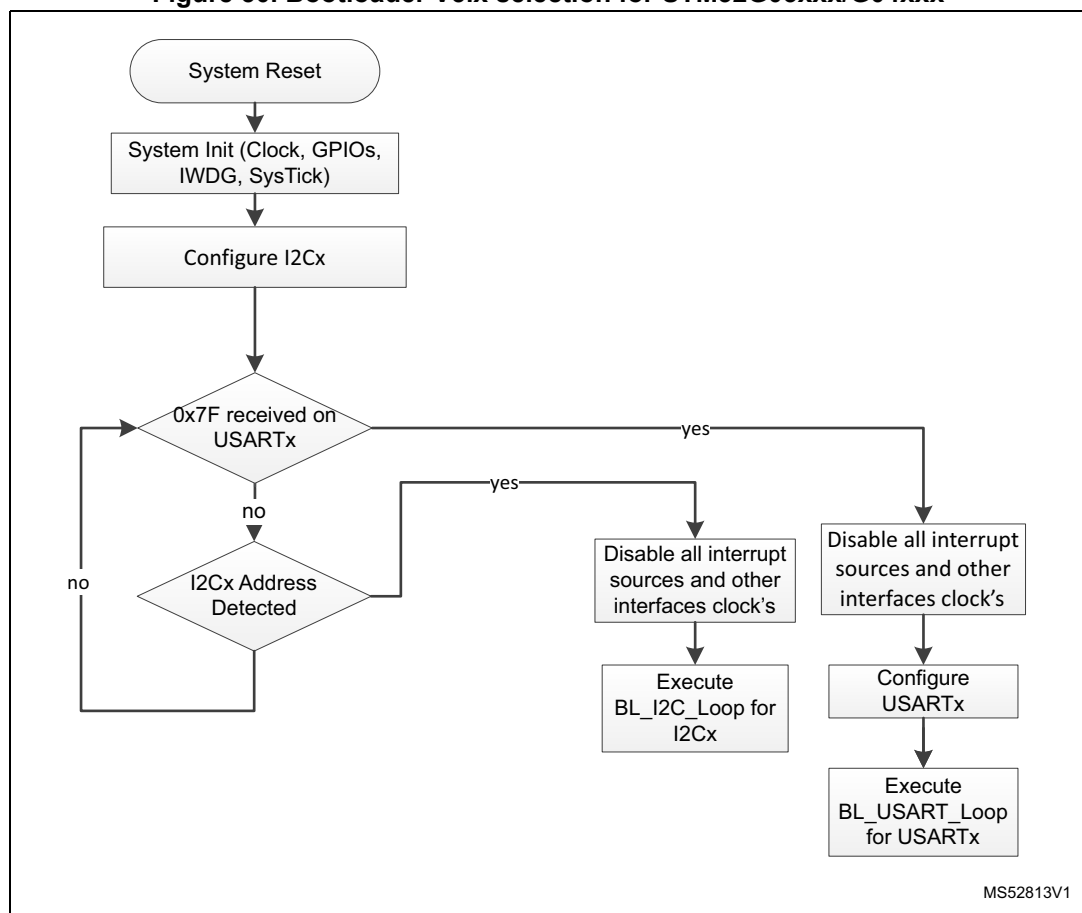 System Reset
System Init (Clock, GPIOs,
IWDG, SysTick)
Configure I2Cx
0x7F received on
USARTx
yes
no
yes
I2Cx Address
Detected
no
Disable all interrupt
sources and other
interfaces clock's
Disable all interrupt
sources and other
interfaces clock's
Execute
BL_I2C_Loop for
I2Cx
Configure
USARTx
Execute
BL_USART_Loop
for USARTx
MS52813V1